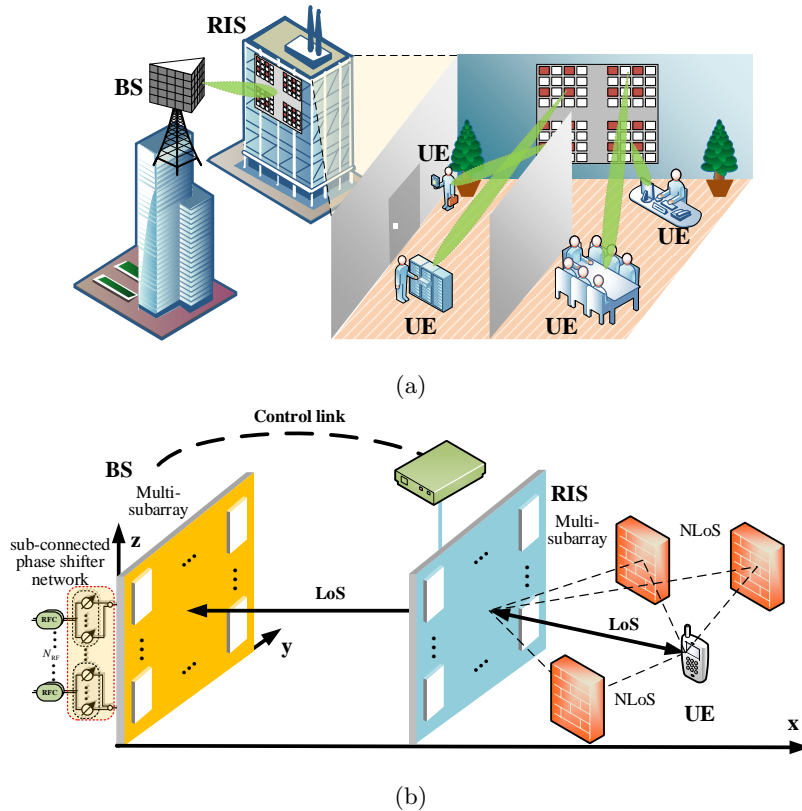 RIS
BS
UE
UE
UE
UE
(a)
Control link
BS
Multi-
subarray
RIS
Multi-
subarray
NLoS
z
sub-connected
phase shifter
network
LoS
LoS
RFC
N_RF
y
RFC
NLoS
UE
x
(b)